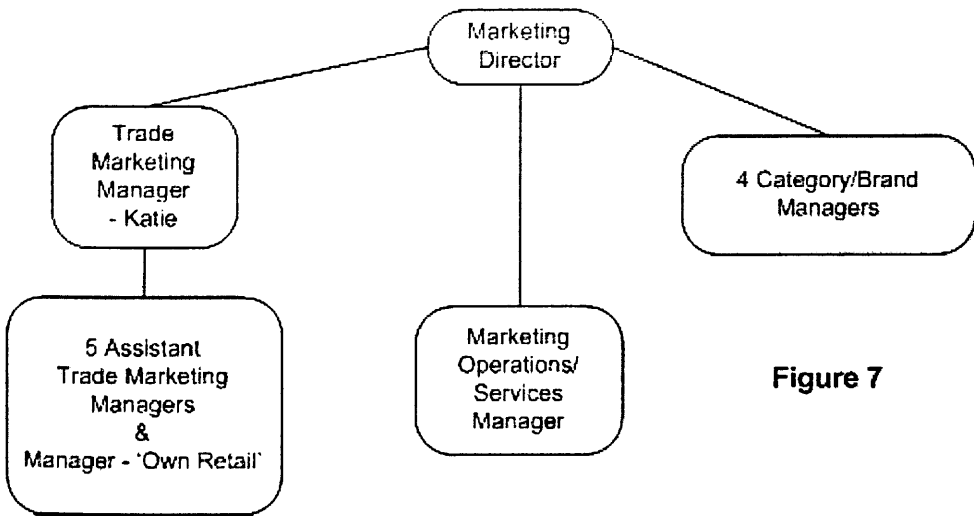 Marketing
Director
Trade
Marketing
Manager
- Katie
4 Category/Brand
Managers
5 Assistant
Trade Marketing
Managers
&
Manager - 'Own Retail'
Marketing
Operations/
Services
Manager
Figure 7